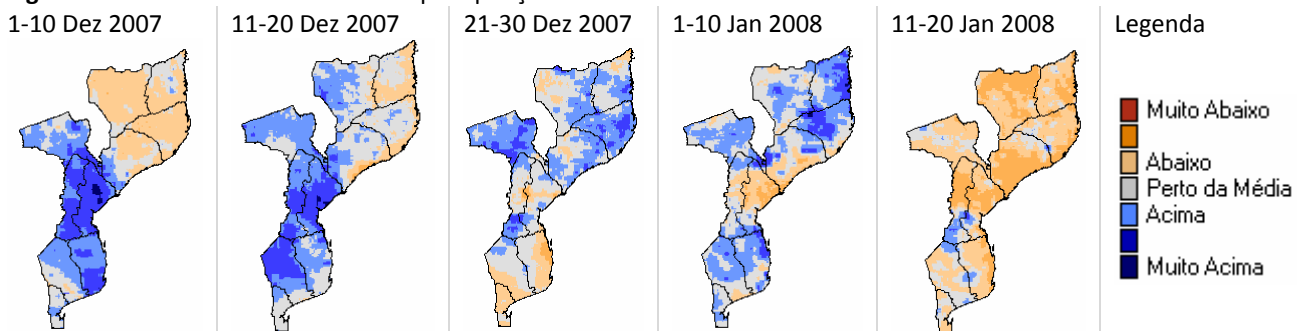 1-10 Dez 2007
11-20 Dez 2007
21-30 Dez 2007
1-10 Jan 2008
11-20 Jan 2008
Legenda
Muito Abaixo
Abaixo
Perto da Média
Acima
Muito Acima